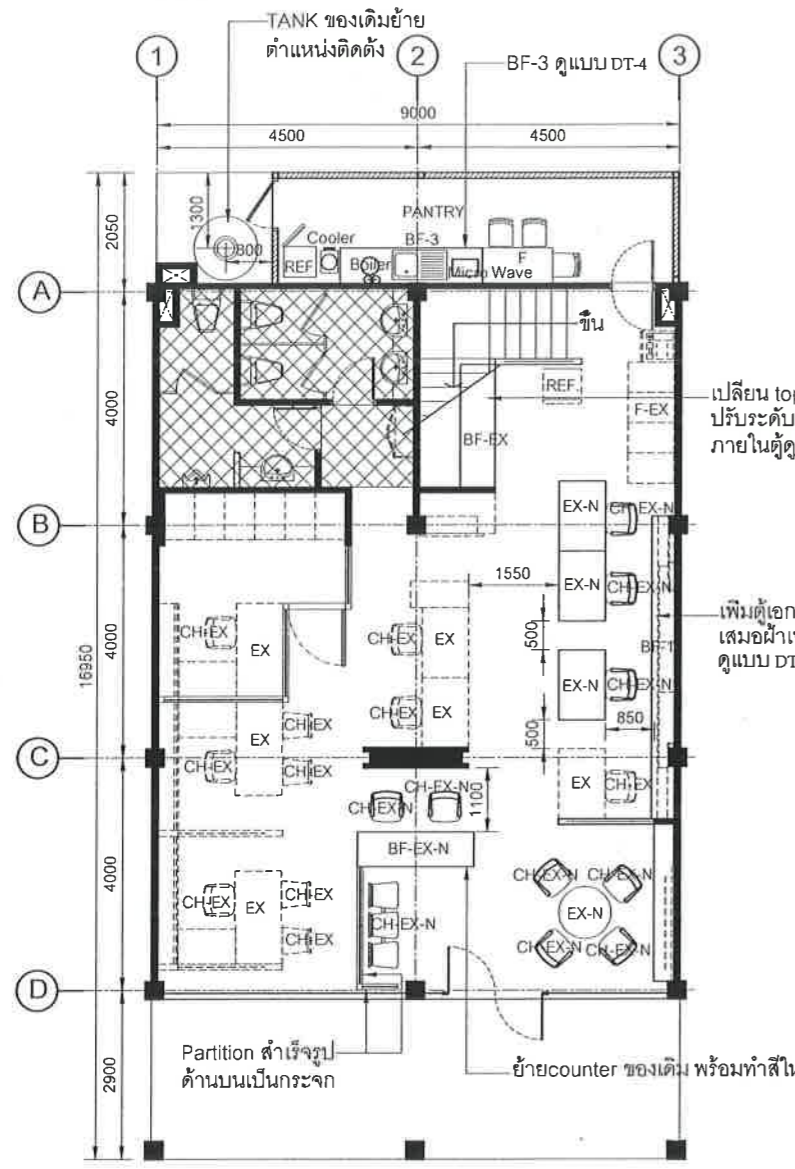 TANK ของเดิมย้าย
ตำแหน่งติดตั้ง
1
2
3
BF-3 ดูแบบ DT-4
9000
4500
4500
1300
2050
PANTRY
BF-3
Cooler
800
REF
Boiler
Micro Wave
F
A
ขึ้น
REF
F-EX
BF-EX
4000
เปลี่ยน top
ปรับระดับ
ภายในตู้ดู
B
EX-N
CH-EX-N
1550
EX-N
CH-EX-N
500
CH-EX
EX
CH-EX
EX
4000
16950
เพิ่มตู้เอก
เสมอฝ้าเ
ดูแบบ DT
BF-1
EX-N
CH-EX-N
CH-EX
EX
850
500
EX
CH-EX
CH-EX
CH-EX
C
EX
CH-EX
CH-EX-N
CH-EX-N
1100
BF-EX-N
4000
CH-EX-N
CH-EX-N
EX-N
CH-EX-N
CH-EX-N
CH-EX
EX
CH-EX
CH-EX
CH-EX-N
D
Partition สำเร็จรูป
ด้านบนเป็นกระจก
ย้ายcounter ของเดิม พร้อมทำสีให
2900